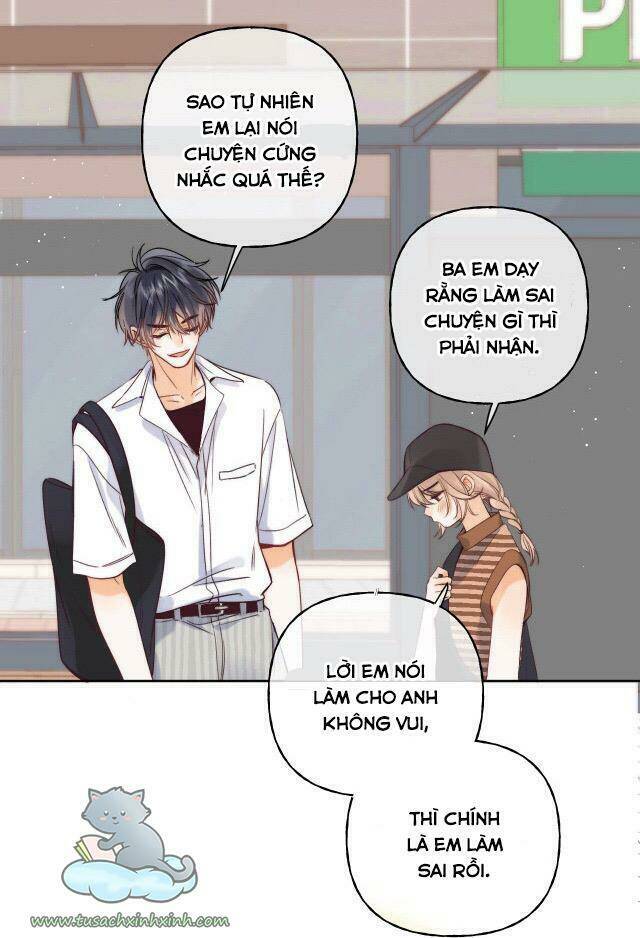 P
SAO TỰ NHIÊN
EM LẠI NÓI
CHUYỆN CỨNG
NHẮC QUÁ THẾ?
BA EM DẠY
RẰNG LÀM SAI
CHUYỆN GÌ THÌ
PHẢI NHẬN.
LỜI EM NÓI
LÀM CHO ANH
KHÔNG VUI,
THÌ CHÍNH
LÀ EM LÀM
SAI RỒI.
www.tusachxinhxinh.com